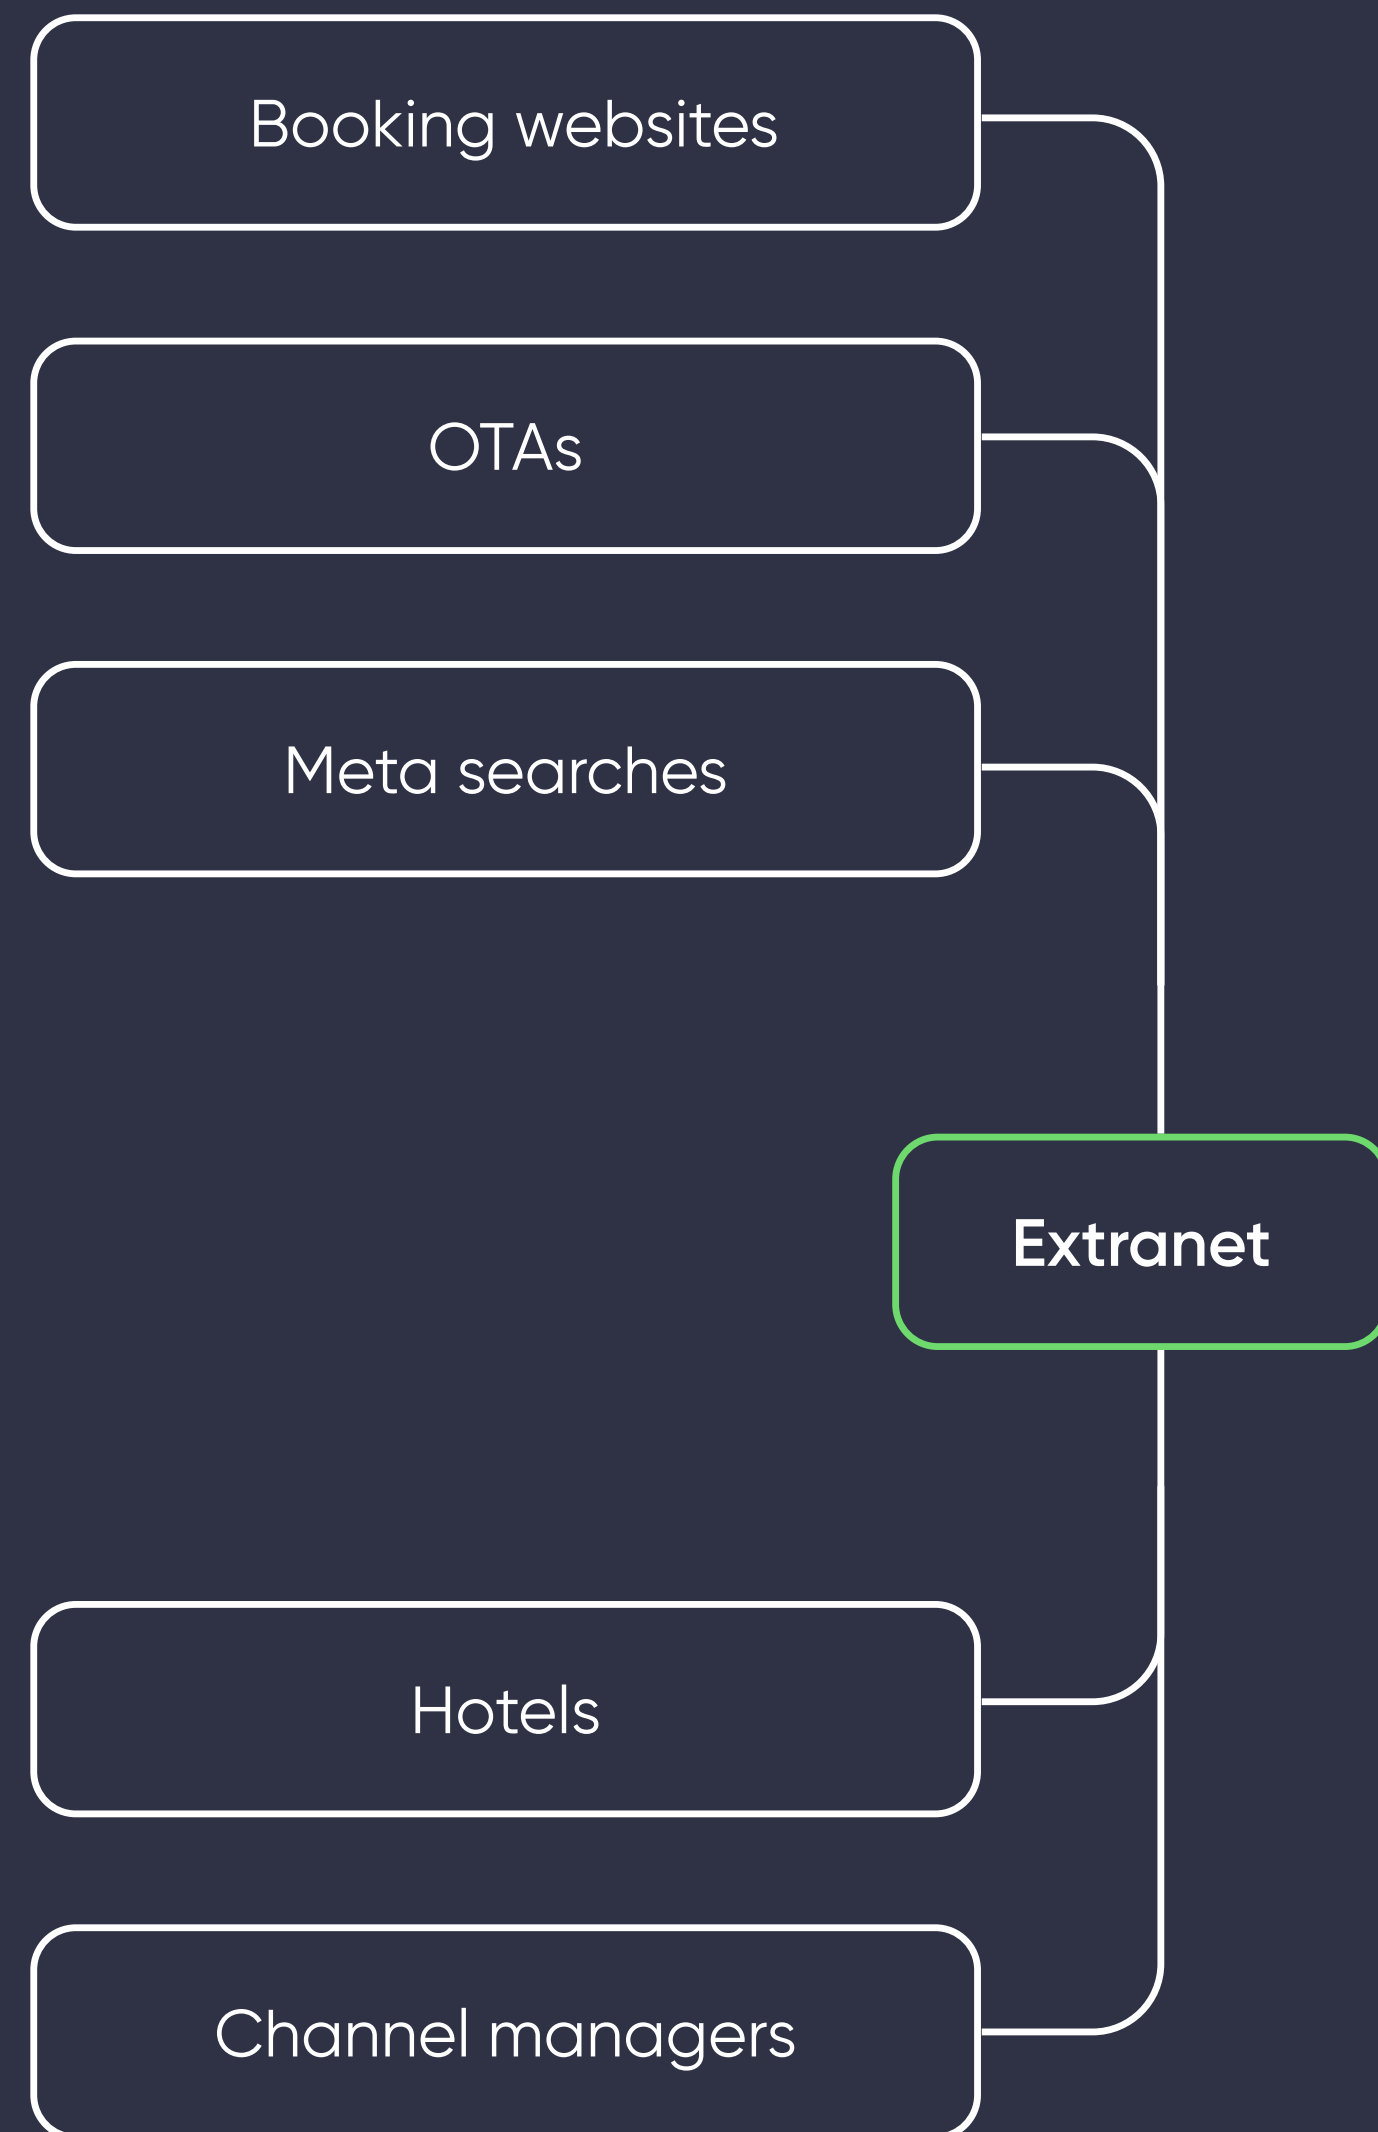 Booking websites
OTAs
Meta searches
Extranet
Hotels
Channel managers